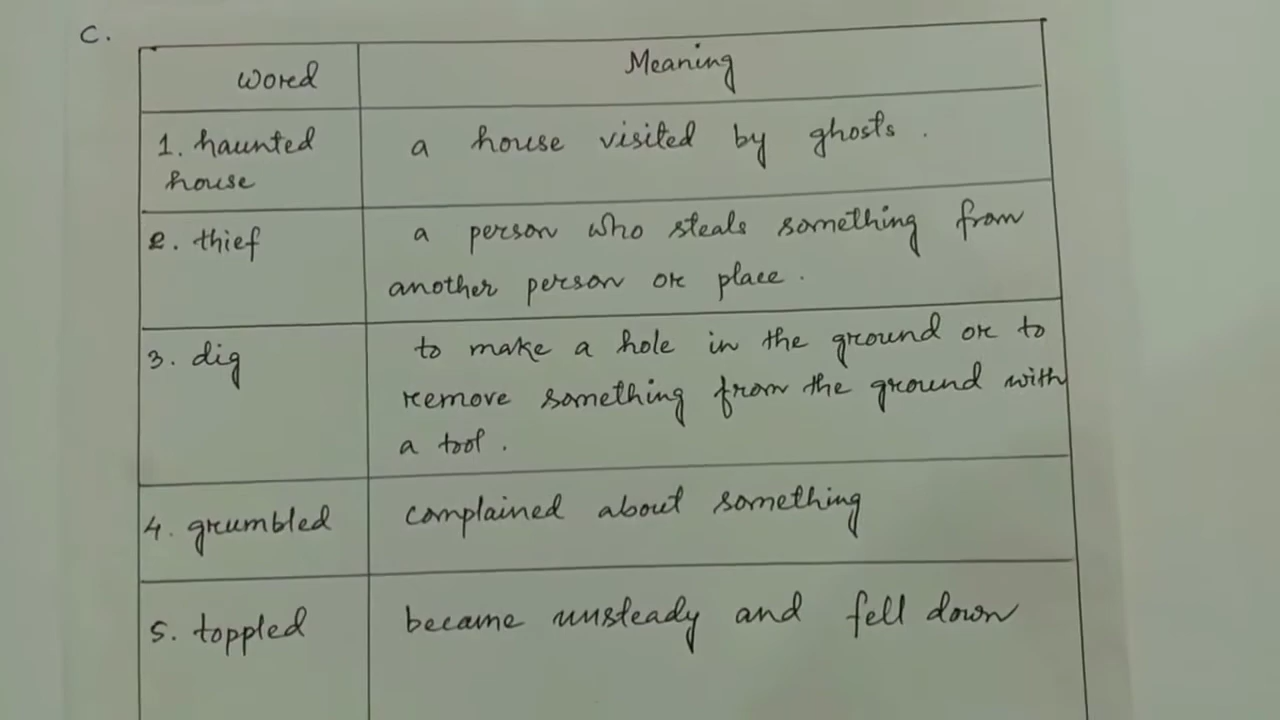 C.
Word
Meaning
1. haunted
house
a house visited by ghosts.
2. thief
a person who steals something from
another person or place.
3. dig
to make a hole in the ground or to
remove something from the ground with
a tool.
4. grumbled
complained about something
5. toppled
became unsteady and fell down